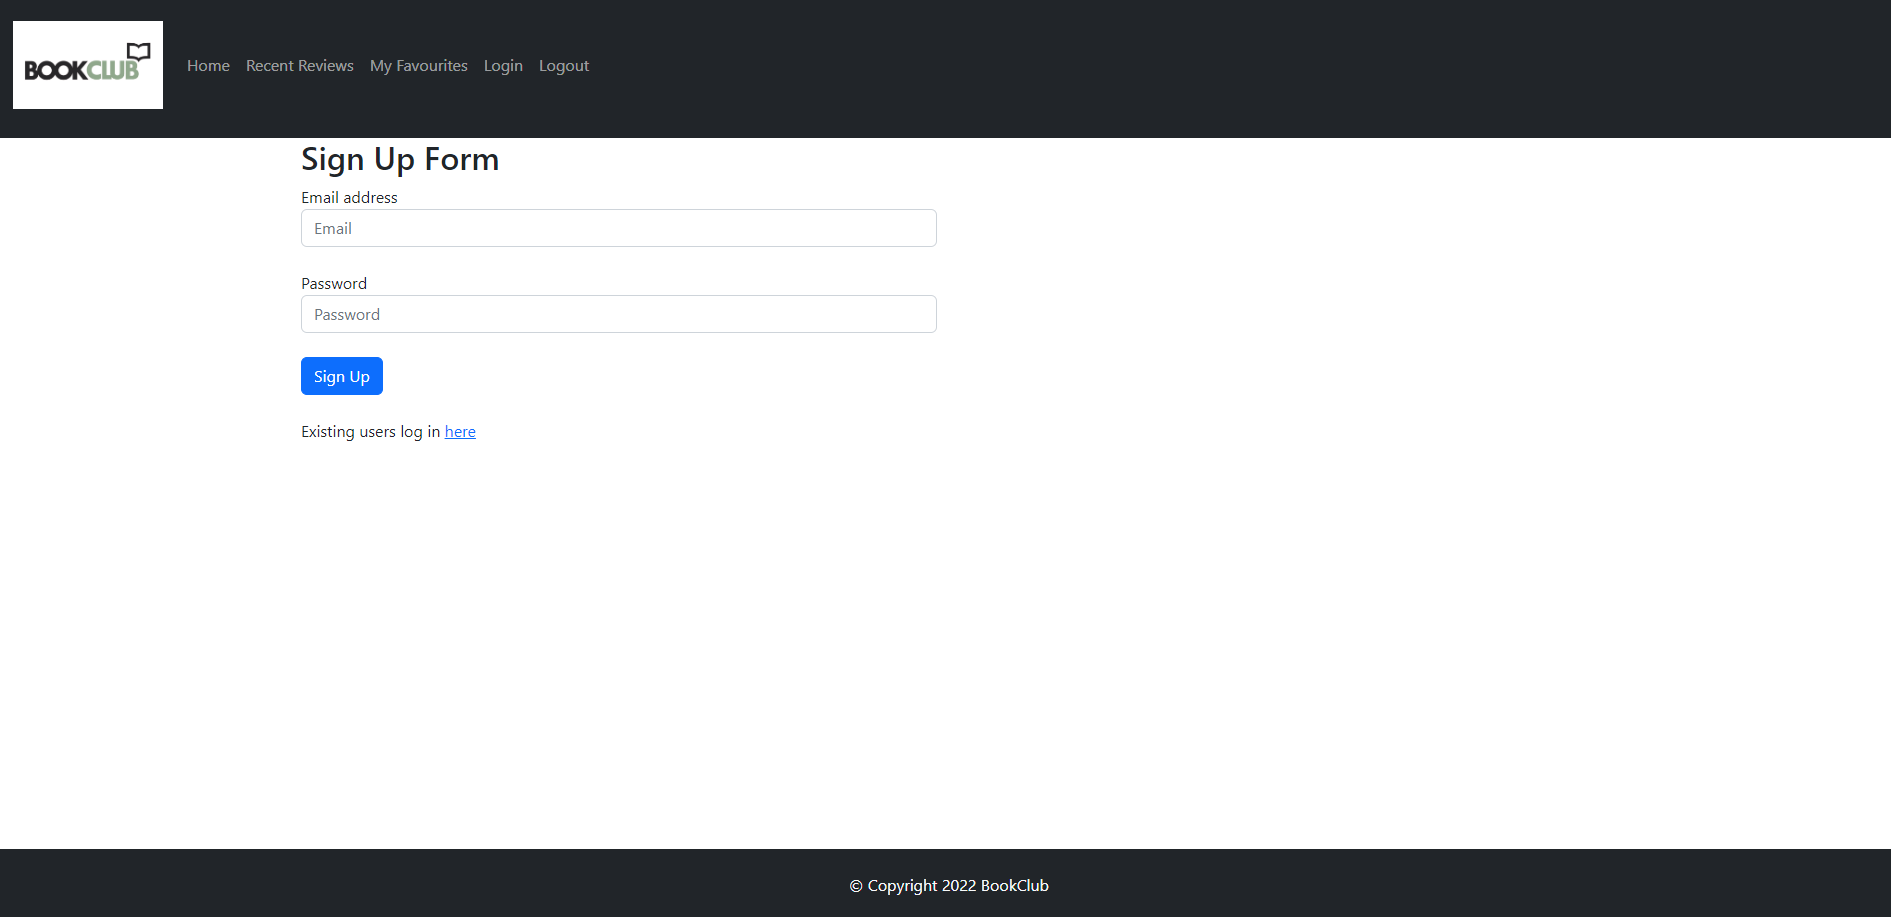 BOOKCLUB
Home Recent Reviews My Favourites Login Logout
Sign Up Form
Email address
Email
Password
Password
Sign Up
Existing users log in here
© Copyright 2022 BookClub